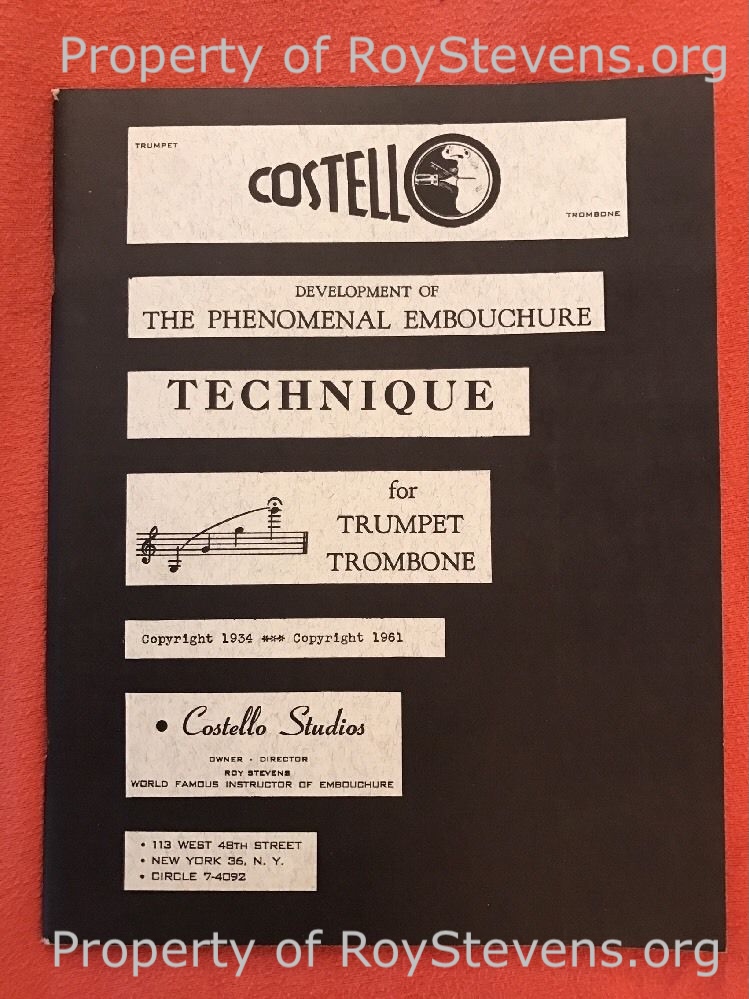 Property of RoyStevens.org
TRUMPET
COSTELLO
TROMBONE
DEVELOPMENT OF
THE PHENOMENAL EMBOUCHURE
TECHNIQUE
for
TRUMPET
TROMBONE
Copyright 1934 *** Copyright 1961
• Costello Studios
OWNER • DIRECTOR
ROY STEVENS
WORLD FAMOUS INSTRUCTOR OF EMBOUCHURE
• 113 WEST 48TH STREET
• NEW YORK 36, N. Y.
• CIRCLE 7-4092
Property of RoyStevens.org